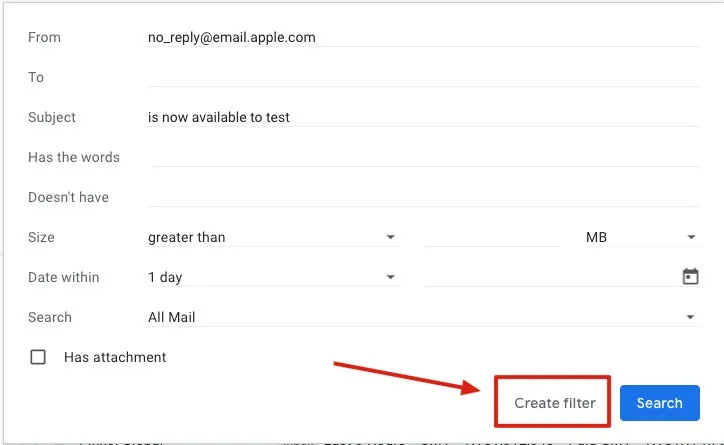 From no_reply@email.apple.com
To
Subject is now available to test
Has the words
Doesn't have
Size greater than MB
Date within 1 day
Search All Mail
Has attachment
Create filter Search